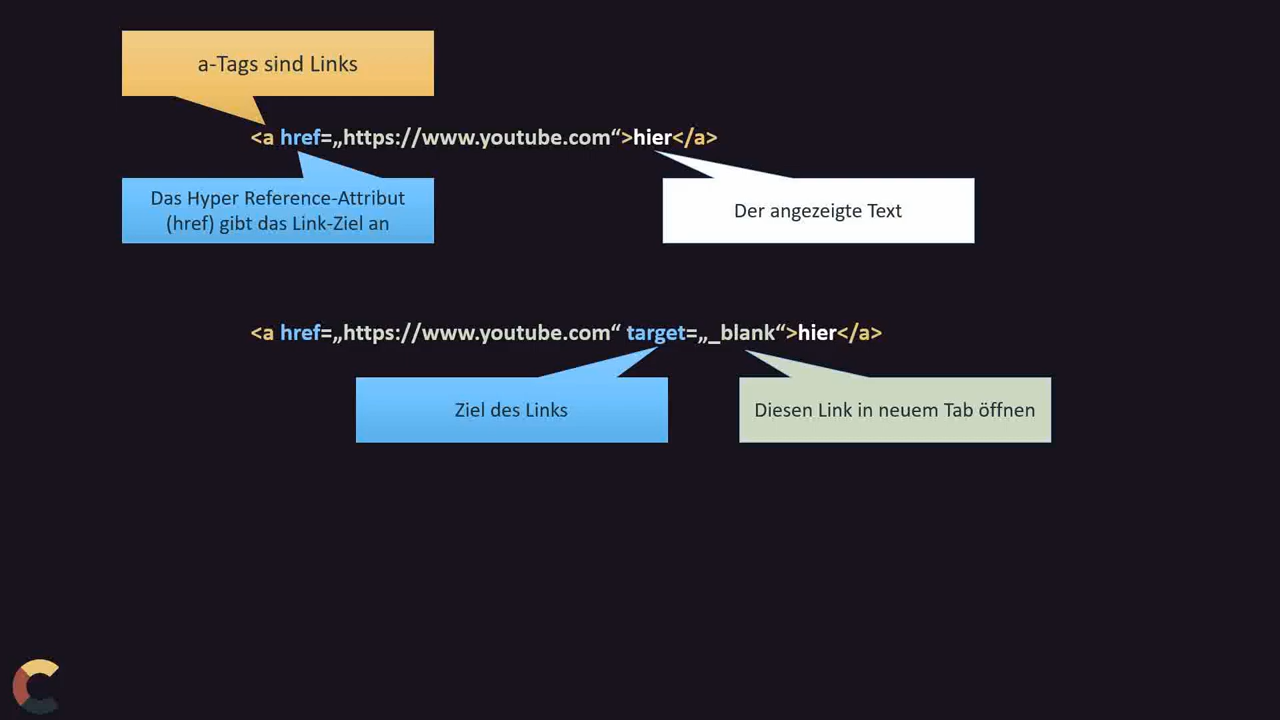 a-Tags sind Links
<a href=„https://www.youtube.com“>hier</a>
Das Hyper Reference-Attribut
(href) gibt das Link-Ziel an
Der angezeigte Text
<a href=„https://www.youtube.com“ target=„_blank“>hier</a>
Ziel des Links
Diesen Link in neuem Tab öffnen